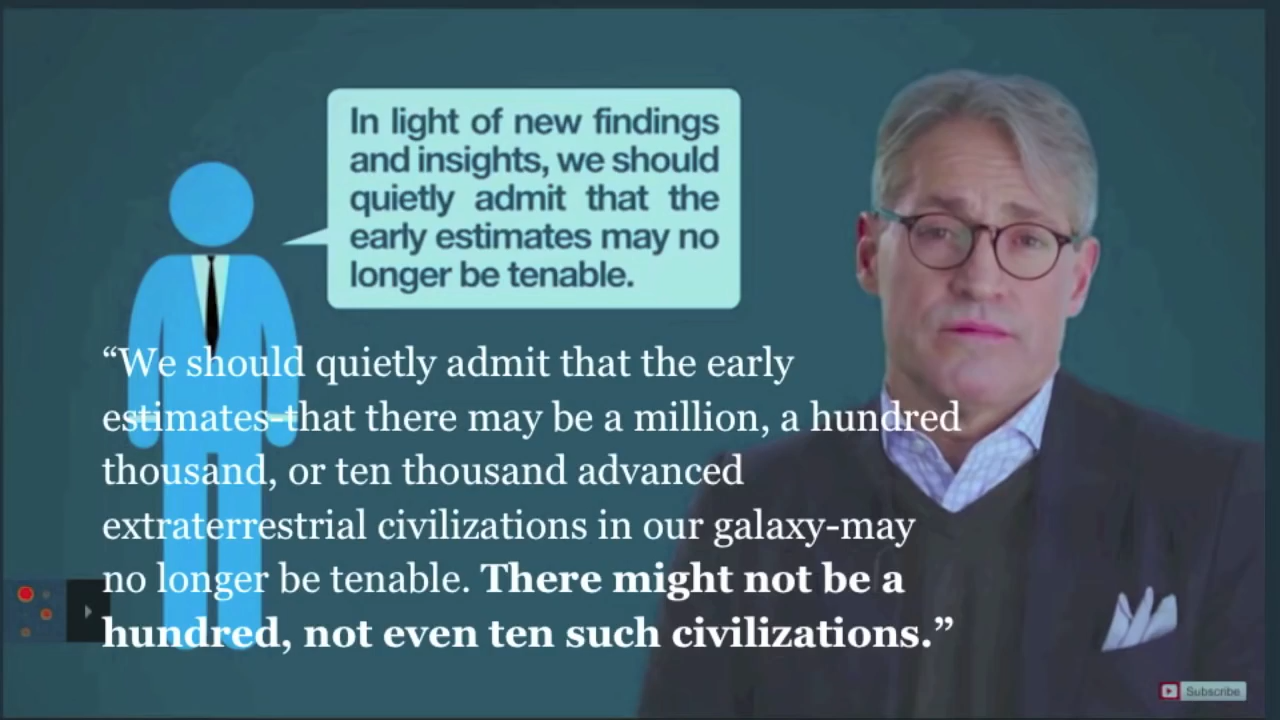 In light of new findings
and insights, we should
quietly admit that the
early estimates may no
longer be tenable.
“We should quietly admit that the early
estimates-that there may be a million, a hundred
thousand, or ten thousand advanced
extraterrestrial civilizations in our galaxy-may
no longer be tenable. There might not be a
hundred, not even ten such civilizations.”
Subscribe